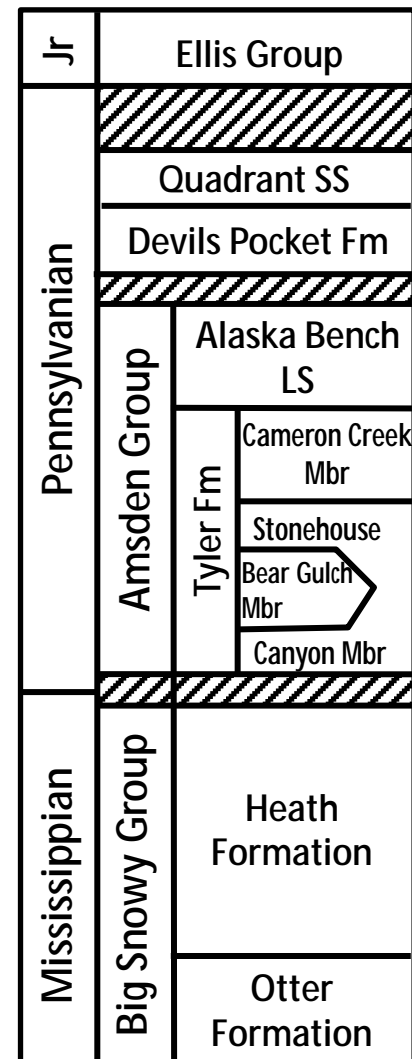 Jr
Ellis Group
Pennsylvanian
Quadrant SS
Devils Pocket Fm
Amsden Group
Alaska Bench
LS
Tyler Fm
Cameron Creek
Mbr
Stonehouse
Bear Gulch
Mbr
Canyon Mbr
Mississippian
Big Snowy Group
Heath
Formation
Otter
Formation